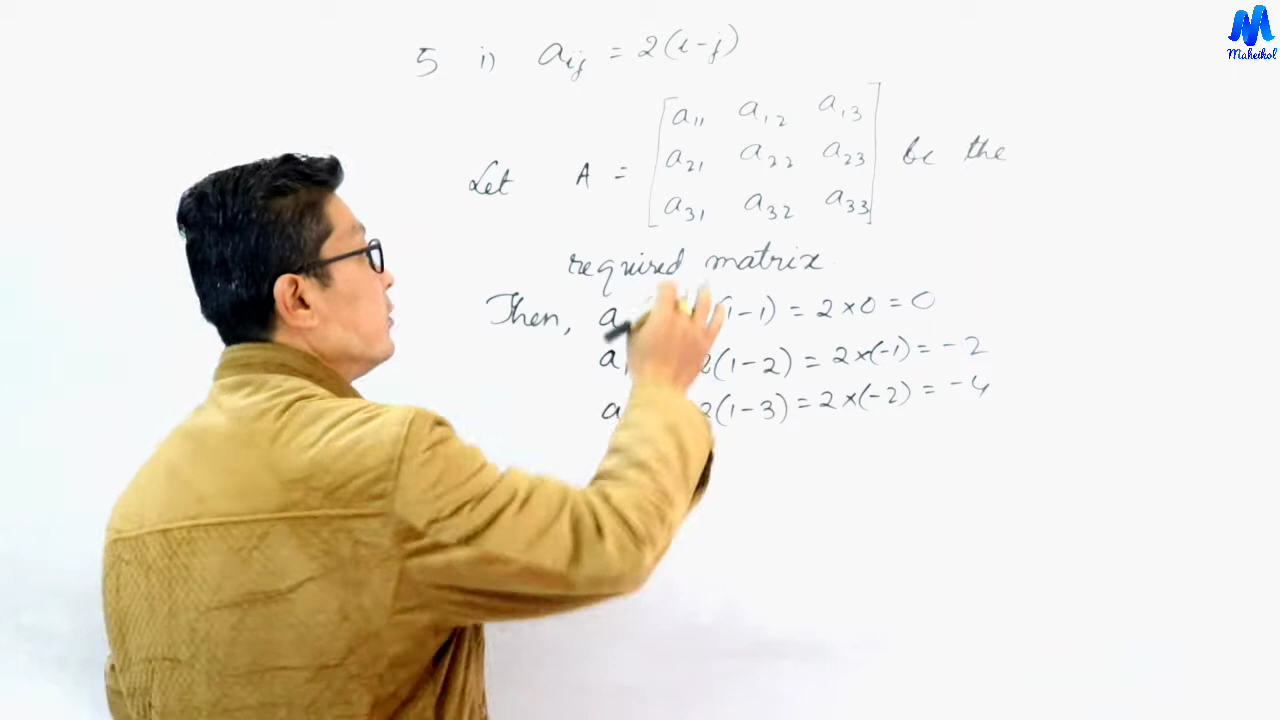 5 i) aij = 2(i-j)
Let A = [a11 a12 a13
a21 a22 a23
a31 a32 a33] be the
required matrix.
Then, a (1-1) = 2×0 = 0
a 2(1-2) = 2×(-1) = -2
a 2(1-3) = 2×(-2) = -4
Maheikol